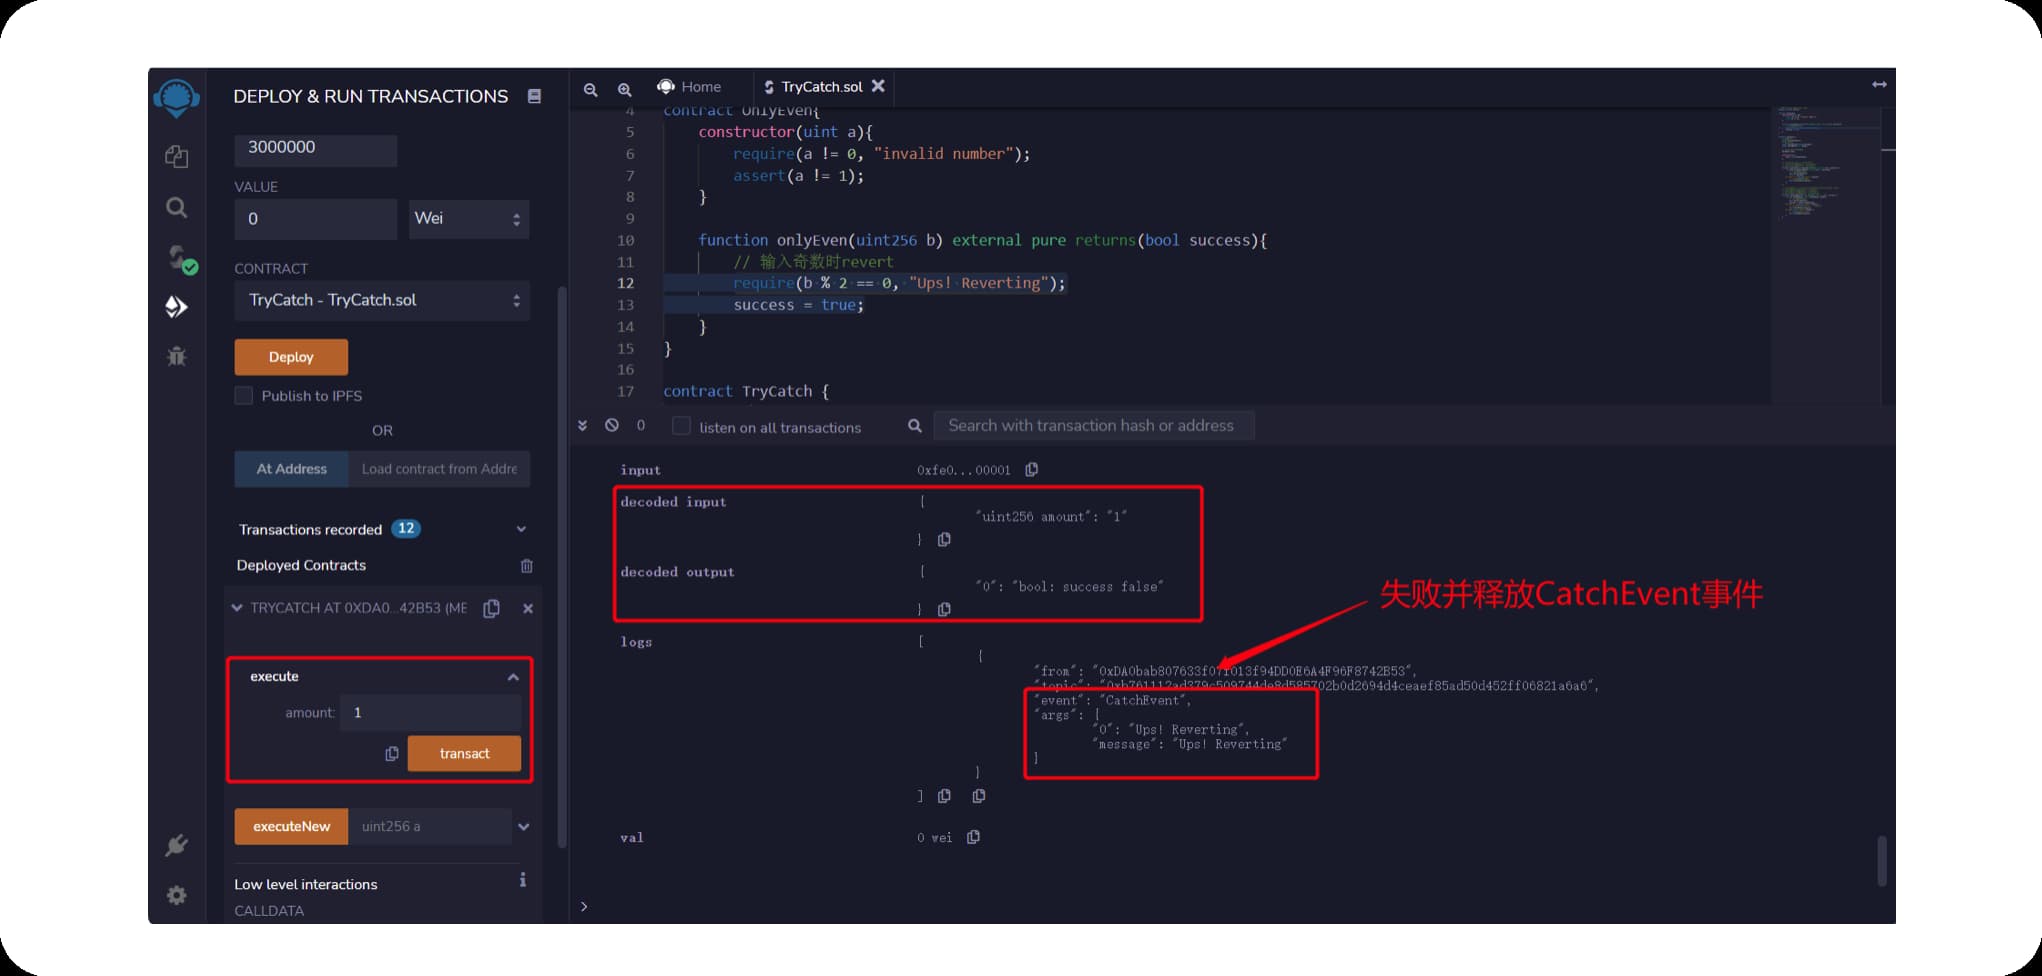 DEPLOY & RUN TRANSACTIONS
3000000
VALUE
0
Wei
CONTRACT
TryCatch - TryCatch.sol
Deploy
Publish to IPFS
OR
At Address
Load contract from Addre
Transactions recorded 12
Deployed Contracts
TRYCATCH AT 0XDA0...42B53 (ME
execute
amount:
1
transact
executeNew
uint256 a
Low level interactions
CALLDATA
Home
TryCatch.sol
4 contract OnlyEven{
5 constructor(uint a){
6 require(a != 0, "invalid number");
7 assert(a != 1);
8 }
9
10 function onlyEven(uint256 b) external pure returns(bool success){
11 // 输入奇数时revert
12 require(b % 2 == 0, "Ups! Reverting");
13 success = true;
14 }
15 }
16
17 contract TryCatch {
0
listen on all transactions
Search with transaction hash or address
input 0xfe0...00001
decoded input {
"uint256 amount": "1"
}
decoded output {
"0": "bool: success false"
}
失败并释放CatchEvent事件
logs [
{
"from": "0xDA0bab807633f07f013f94DD0E6A4F96F8742B53",
"event": "CatchEvent",
"args": [
"0": "Ups! Reverting",
"message": "Ups! Reverting"
]
}
]
val 0 wei
>